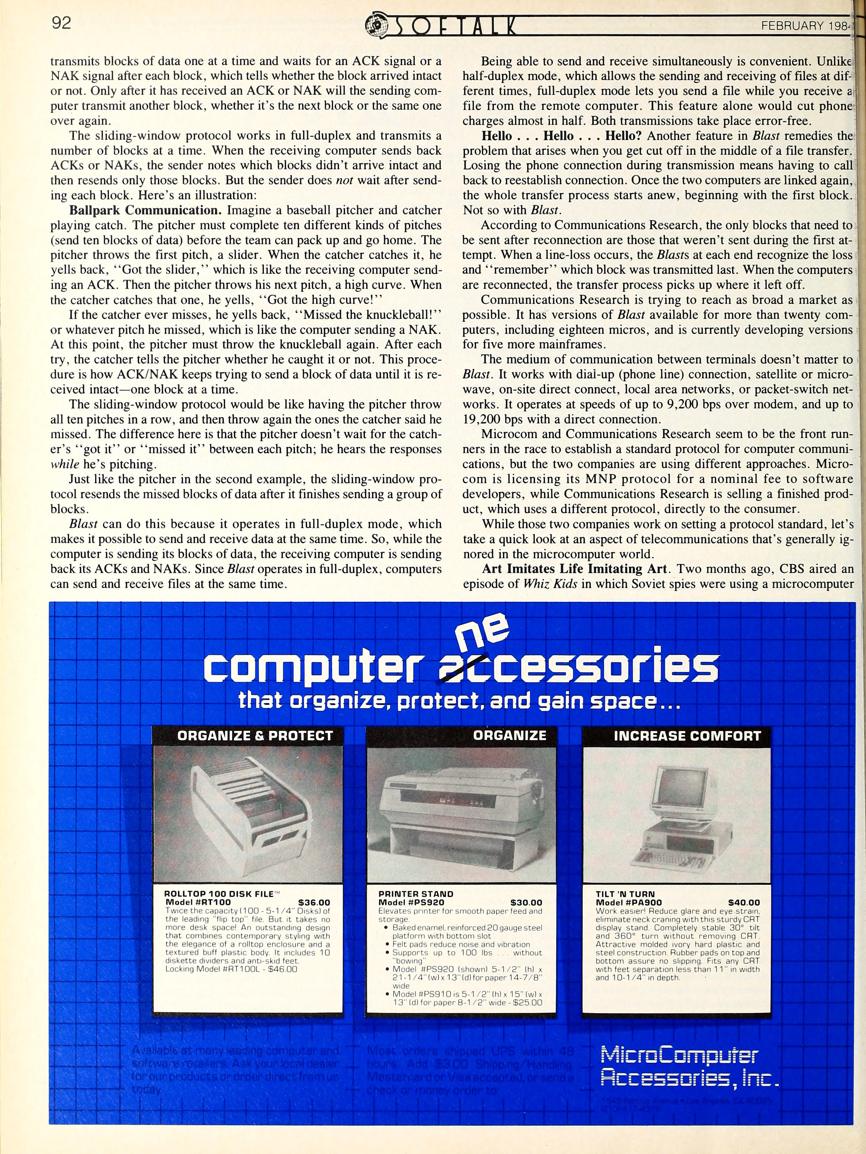 92
SOFTALK
FEBRUARY 198
transmits blocks of data one at a time and waits for an ACK signal or a
NAK signal after each block, which tells whether the block arrived intact
or not. Only after it has received an ACK or NAK will the sending com-
puter transmit another block, whether it's the next block or the same one
over again.
The sliding-window protocol works in full-duplex and transmits a
number of blocks at a time. When the receiving computer sends back
ACKs or NAKs, the sender notes which blocks didn't arrive intact and
then resends only those blocks. But the sender does not wait after send-
ing each block. Here's an illustration:
Ballpark Communication. Imagine a baseball pitcher and catcher
playing catch. The pitcher must complete ten different kinds of pitches
(send ten blocks of data) before the team can pack up and go home. The
pitcher throws the first pitch, a slider. When the catcher catches it, he
yells back, "Got the slider," which is like the receiving computer send-
ing an ACK. Then the pitcher throws his next pitch, a high curve. When
the catcher catches that one, he yells, "Got the high curve!"
If the catcher ever misses, he yells back, "Missed the knuckleball!"
or whatever pitch he missed, which is like the computer sending a NAK.
At this point, the pitcher must throw the knuckleball again. After each
try, the catcher tells the pitcher whether he caught it or not. This proce-
dure is how ACK/NAK keeps trying to send a block of data until it is re-
ceived intact—one block at a time.
The sliding-window protocol would be like having the pitcher throw
all ten pitches in a row, and then throw again the ones the catcher said he
missed. The difference here is that the pitcher doesn't wait for the catch-
er's "got it" or "missed it" between each pitch; he hears the responses
while he's pitching.
Just like the pitcher in the second example, the sliding-window pro-
tocol resends the missed blocks of data after it finishes sending a group of
blocks.
Blast can do this because it operates in full-duplex mode, which
makes it possible to send and receive data at the same time. So, while the
computer is sending its blocks of data, the receiving computer is sending
back its ACKs and NAKs. Since Blast operates in full-duplex, computers
can send and receive files at the same time.
Being able to send and receive simultaneously is convenient. Unlike
half-duplex mode, which allows the sending and receiving of files at dif-
ferent times, full-duplex mode lets you send a file while you receive a
file from the remote computer. This feature alone would cut phone
charges almost in half. Both transmissions take place error-free.
Hello . . . Hello . . . Hello? Another feature in Blast remedies the
problem that arises when you get cut off in the middle of a file transfer.
Losing the phone connection during transmission means having to call
back to reestablish connection. Once the two computers are linked again,
the whole transfer process starts anew, beginning with the first block.
Not so with Blast.
According to Communications Research, the only blocks that need to
be sent after reconnection are those that weren't sent during the first at-
tempt. When a line-loss occurs, the Blasts at each end recognize the loss
and "remember" which block was transmitted last. When the computers
are reconnected, the transfer process picks up where it left off.
Communications Research is trying to reach as broad a market as
possible. It has versions of Blast available for more than twenty com-
puters, including eighteen micros, and is currently developing versions
for five more mainframes.
The medium of communication between terminals doesn't matter to
Blast. It works with dial-up (phone line) connection, satellite or micro-
wave, on-site direct connect, local area networks, or packet-switch net-
works. It operates at speeds of up to 9,200 bps over modem, and up to
19,200 bps with a direct connection.
Microcom and Communications Research seem to be the front run-
ners in the race to establish a standard protocol for computer communi-
cations, but the two companies are using different approaches. Micro-
com is licensing its MNP protocol for a nominal fee to software
developers, while Communications Research is selling a finished prod-
uct, which uses a different protocol, directly to the consumer.
While those two companies work on setting a protocol standard, let's
take a quick look at an aspect of telecommunications that's generally ig-
nored in the microcomputer world.
Art Imitates Life Imitating Art. Two months ago, CBS aired an
episode of Whiz Kids in which Soviet spies were using a microcomputer
ne
computer accessories
that organize, protect, and gain space...
ORGANIZE & PROTECT
ROLLTOP 100 DISK FILE™
Model #RT100 $36.00
Twice the capacity (100 - 5-1/4" Disks) of
the leading "flip top" file. But it takes no
more desk space! An outstanding design
that combines contemporary styling with
the elegance of a rolltop enclosure and a
textured buff plastic body. It includes 10
diskette dividers and anti-skid feet.
Locking Model #RT100L - $46.00
ORGANIZE
PRINTER STAND
Model #PS920 $30.00
Elevates printer for smooth paper feed and
storage.
• Baked enamel, reinforced 20 gauge steel
platform with bottom slot
• Felt pads reduce noise and vibration
• Supports up to 100 lbs ... without
"bowing"
• Model #PS920 (shown) 5-1/2" (h) x
21-1/4" (w) x 13" (d) for paper 14-7/8"
wide
• Model #PS910 is 5-1/2" (h) x 15" (w) x
13" (d) for paper 8-1/2" wide - $25.00
INCREASE COMFORT
TILT 'N TURN
Model #PA900 $40.00
Work easier! Reduce glare and eye strain,
eliminate neck craning with this sturdy CRT
display stand. Completely stable 30° tilt
and 360° turn without removing CRT.
Attractive molded ivory hard plastic and
steel construction. Rubber pads on top and
bottom assure no slipping. Fits any CRT
with feet separation less than 11" in width
and 10-1/4" in depth.
Available at many leading computer and
software retailers. Ask your local dealer
for our products or order direct from us
today.
Most orders shipped UPS within 48
hours. Add $3.00 Shipping/Handling.
Mastercard or Visa accepted, or send a
check or money order to:
MicroComputer
Accessories, Inc.